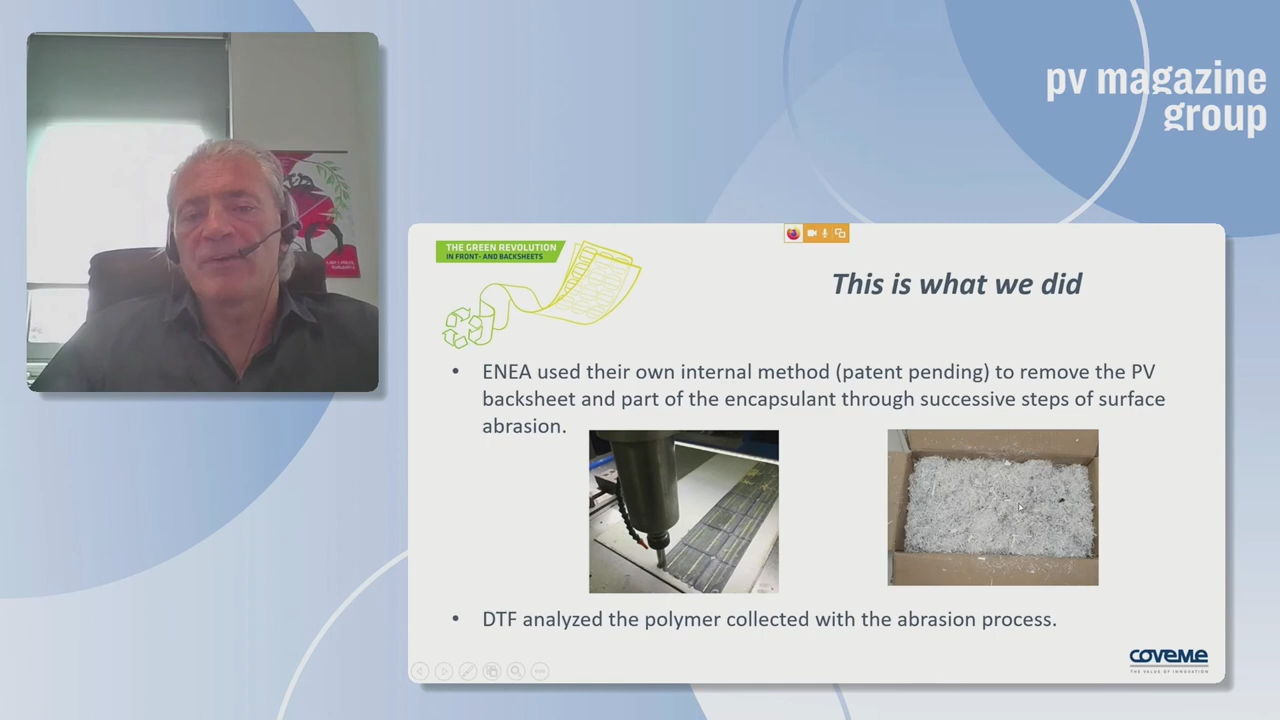 pv magazine
group
THE GREEN REVOLUTION
IN FRONT- AND BACKSHEETS
This is what we did
• ENEA used their own internal method (patent pending) to remove the PV
backsheet and part of the encapsulant through successive steps of surface
abrasion.
• DTF analyzed the polymer collected with the abrasion process.
coveme
THE VALUE OF INNOVATION